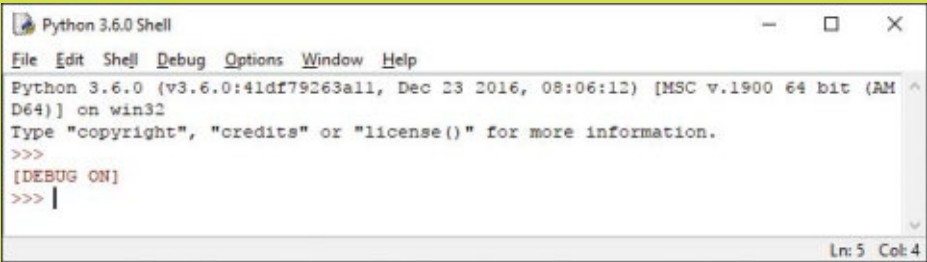 Python 3.6.0 Shell
File Edit Shell Debug Options Window Help
Python 3.6.0 (v3.6.0:41df79263a11, Dec 23 2016, 08:06:12) [MSC v.1900 64 bit (AM
D64)] on win32
Type "copyright", "credits" or "license()" for more information.
>>>
[DEBUG ON]
>>>
Ln: 5 Col: 4